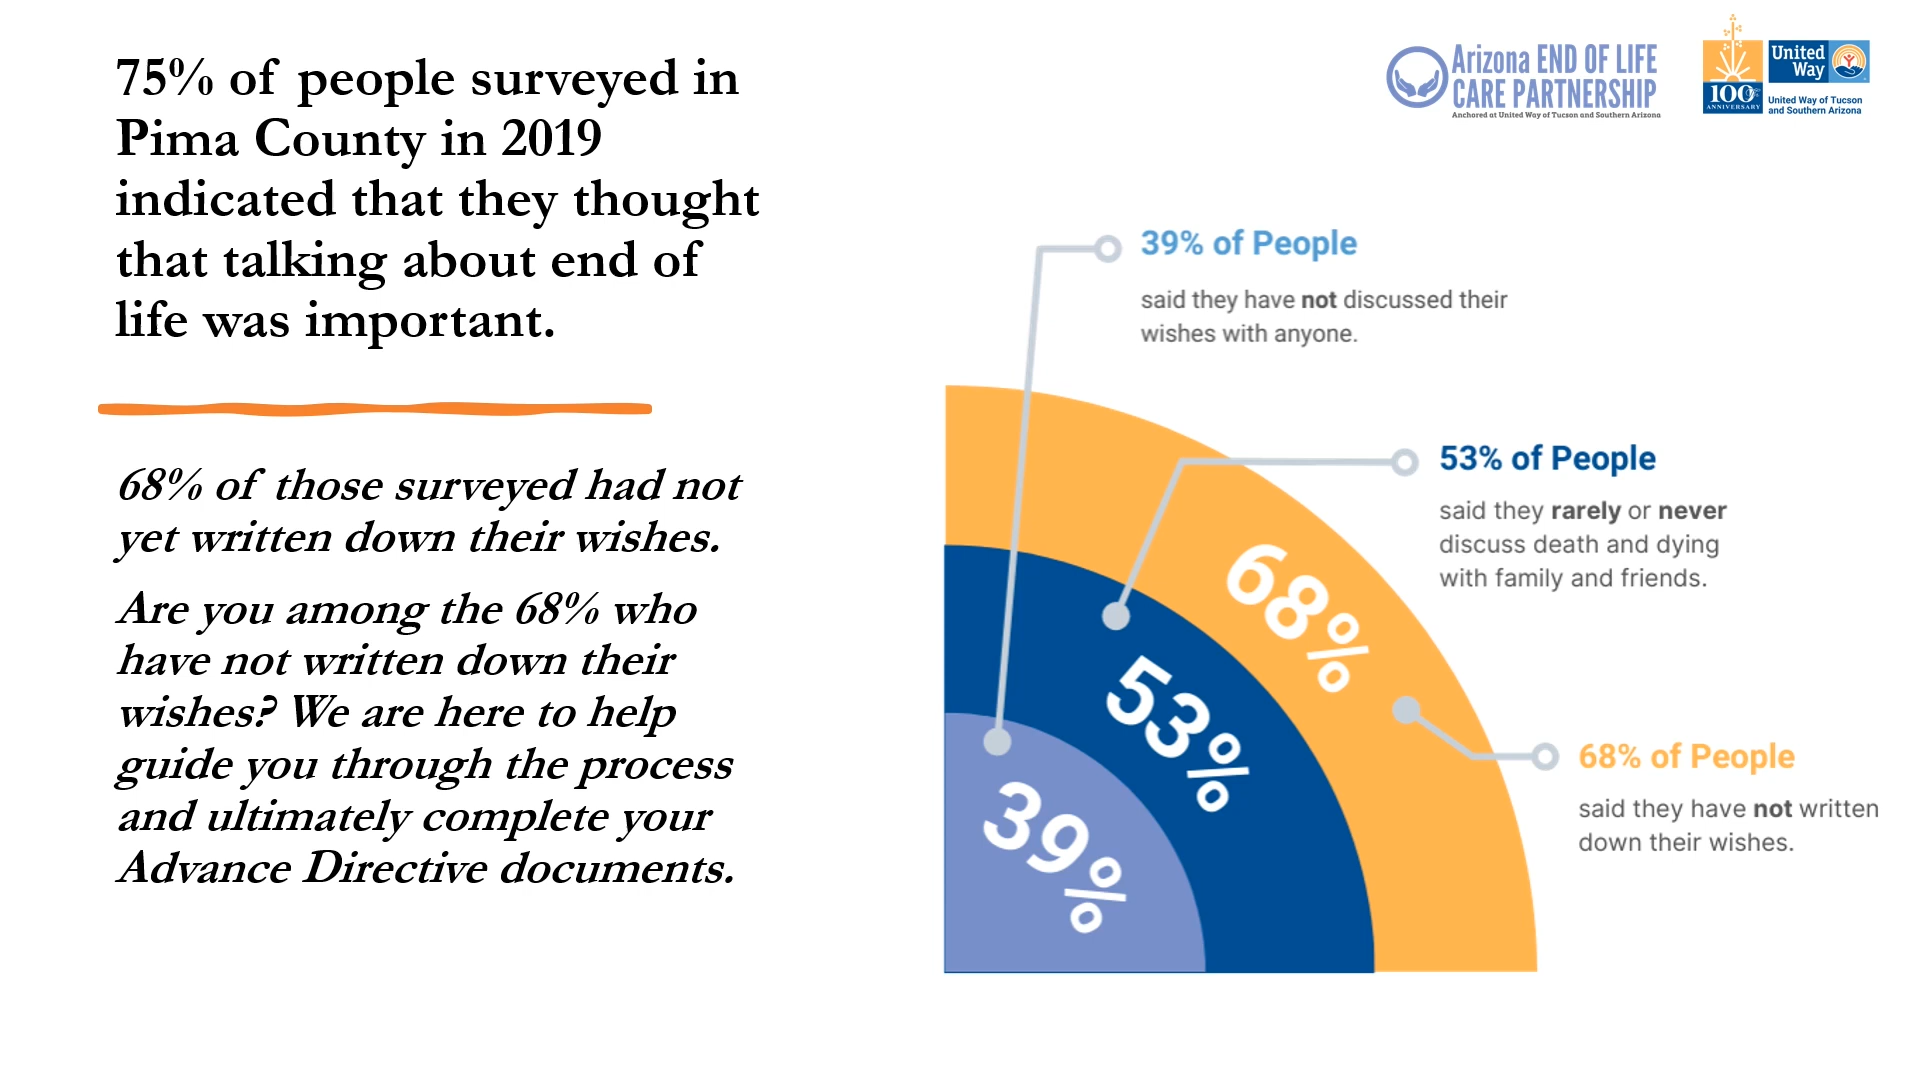 75% of people surveyed in
Pima County in 2019
indicated that they thought
that talking about end of
life was important.
68% of those surveyed had not
yet written down their wishes.
Are you among the 68% who
have not written down their
wishes? We are here to help
guide you through the process
and ultimately complete your
Advance Directive documents.
Arizona END OF LIFE
CARE PARTNERSHIP
Anchored at United Way of Tucson and Southern Arizona
100
ANNIVERSARY
United
Way
United Way of Tucson
and Southern Arizona
39% of People
said they have not discussed their
wishes with anyone.
53% of People
said they rarely or never
discuss death and dying
with family and friends.
68% of People
said they have not written
down their wishes.
68%
53%
39%